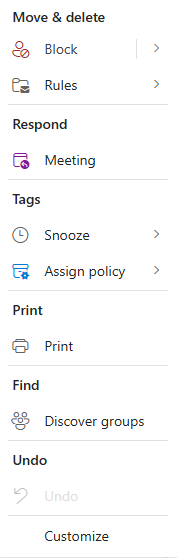 Move & delete
Block
Rules
Respond
Meeting
Tags
Snooze
Assign policy
Print
Print
Find
Discover groups
Undo
Undo
Customize